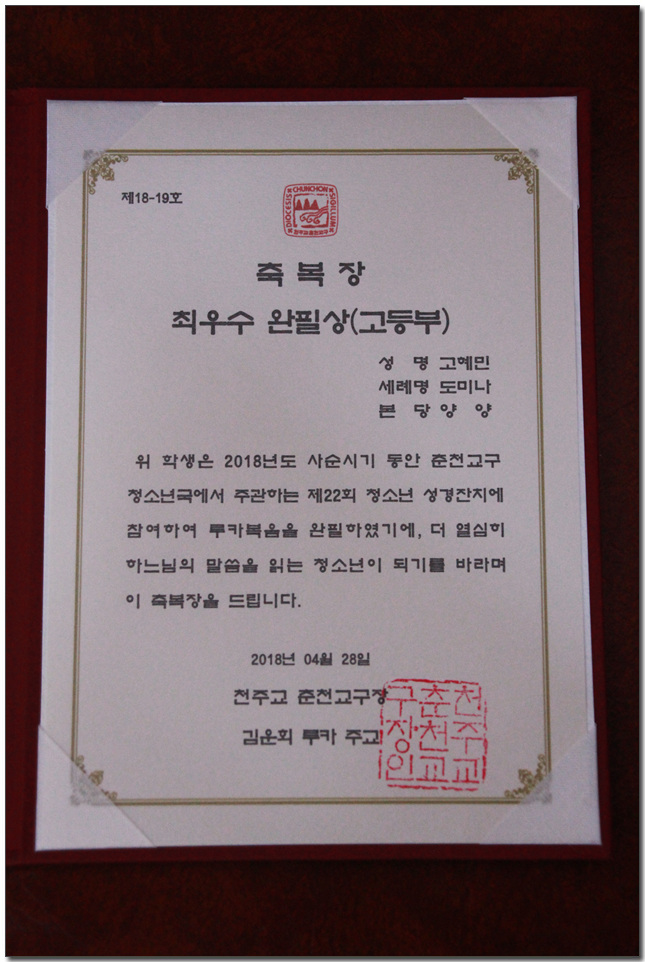 제18-19호
DIOCESIS CHUNCHON
축 복 장
최우수 완필상(고등부)
성 명 고혜민
세례명 도미나
본 당 양 양
위 학생은 2018년도 사순시기 동안 춘천교구
청소년국에서 주관하는 제22회 청소년 성경잔치에
참여하여 루카복음을 완필하였기에, 더 열심히
하느님의 말씀을 읽는 청소년이 되기를 바라며
이 축복장을 드립니다.
2018년 04월 28일
천주교 춘천교구장
김운회 루카 주교
천주교
춘천교
구장인